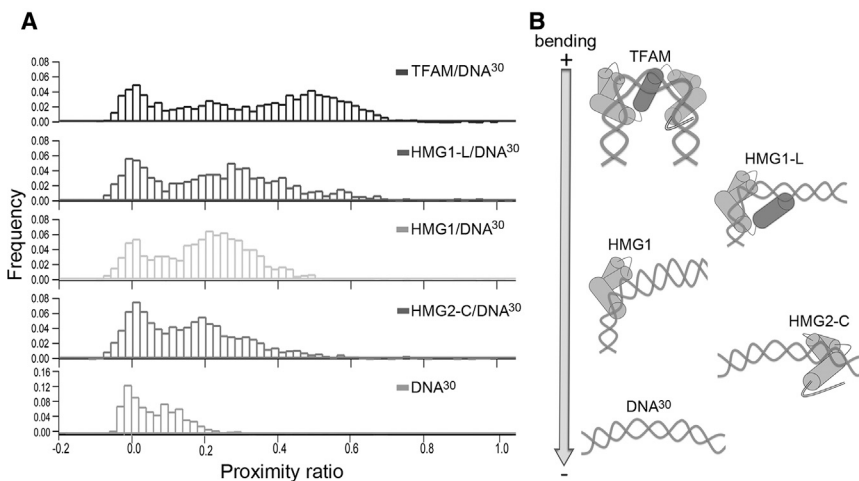 A
0.08
0.06
0.04
0.02
0.00
TFAM/DNA30
0.08
0.06
0.04
0.02
0.00
HMG1-L/DNA30
0.08
0.06
0.04
0.02
0.00
HMG1/DNA30
0.08
0.06
0.04
0.02
0.00
HMG2-C/DNA30
0.16
0.12
0.08
0.04
0.00
DNA30
-0.2 0.0 0.2 0.4 0.6 0.8 1.0
Frequency
Proximity ratio
B
bending
+
TFAM
HMG1-L
HMG1
HMG2-C
DNA30
-